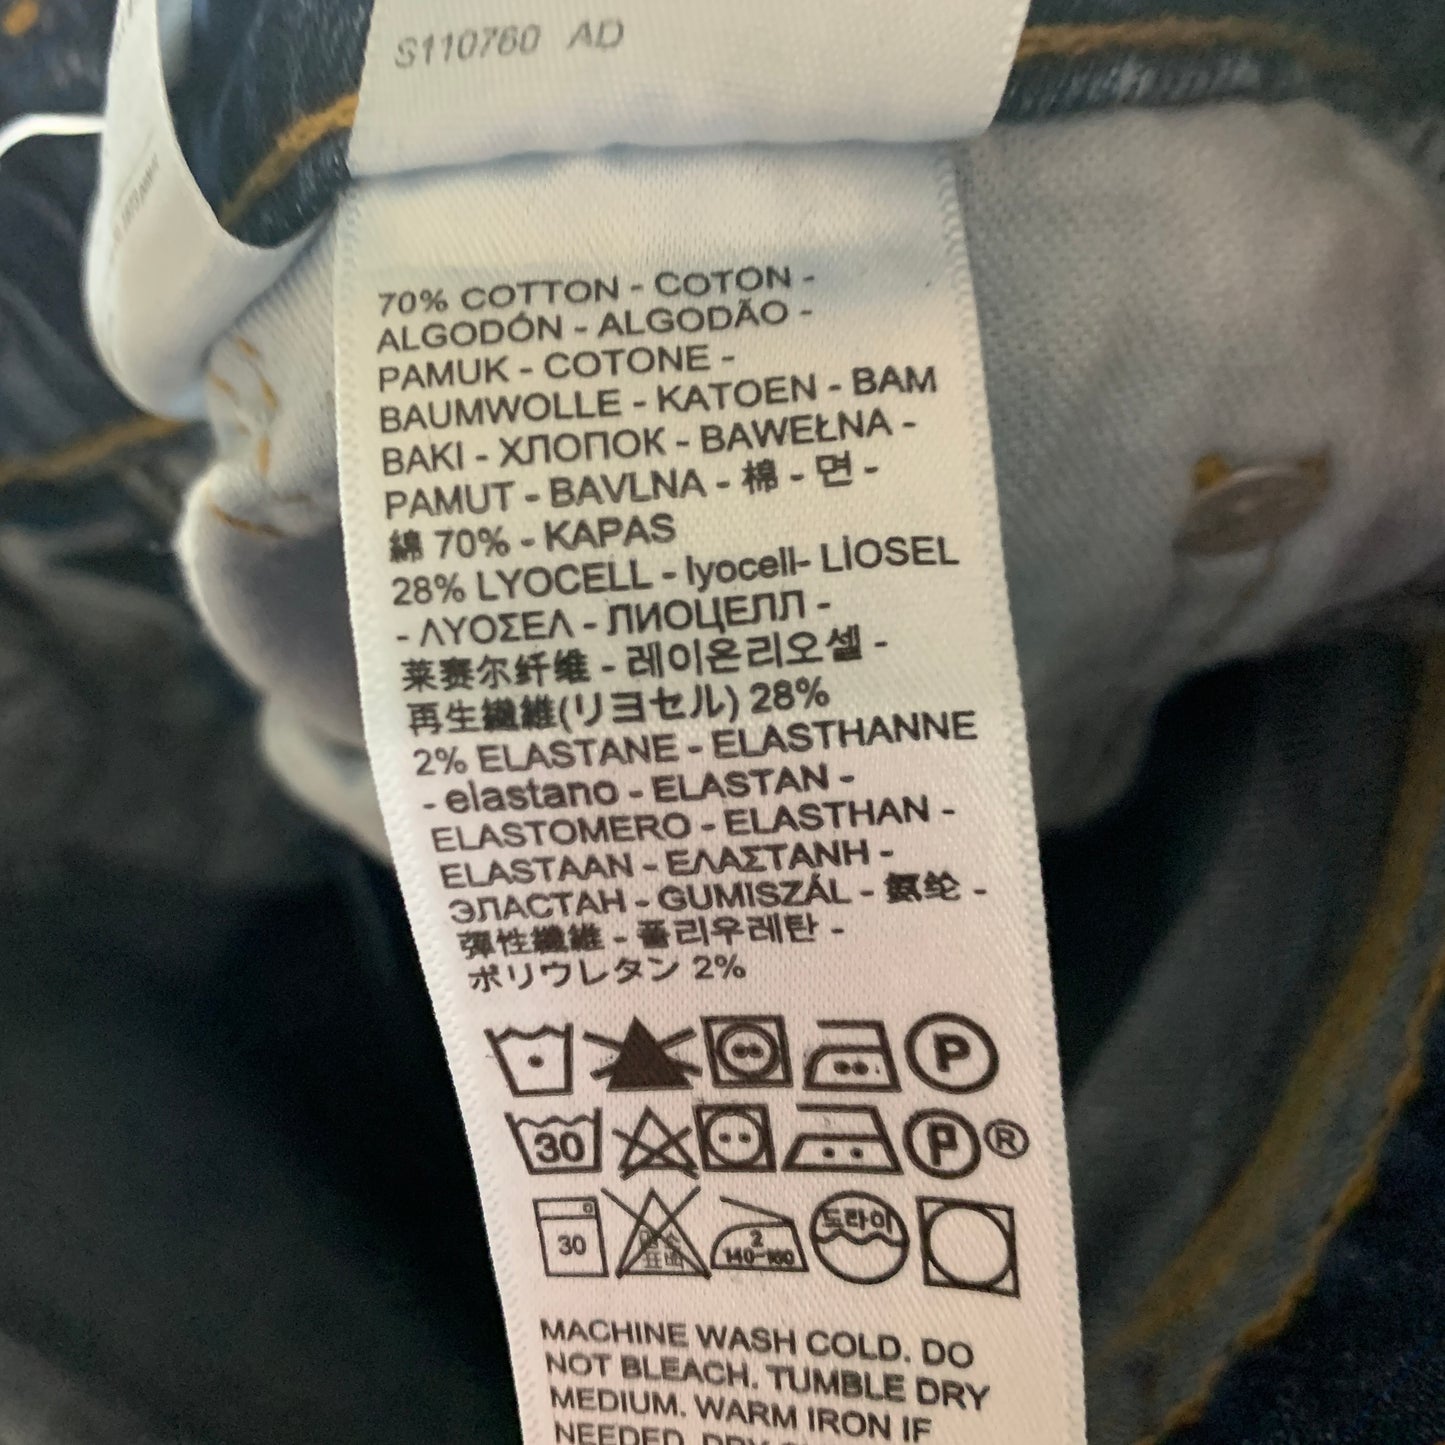 S110760 AD
70% COTTON - COTON -
ALGODÓN - ALGODÃO -
PAMUK - COTONE -
BAUMWOLLE - KATOEN - BAM
BAKI - ХЛОПОК - BAWEŁNA -
PAMUT - BAVLNA - 棉 - 면 -
綿 70% - KAPAS
28% LYOCELL - lyocell- LİOSEL
- ΛΥΟΣΕΛ - ЛИОЦЕЛЛ -
莱赛尔纤维 - 레이온리오셀 -
再生繊維(リヨセル) 28%
2% ELASTANE - ELASTHANNE
- elastano - ELASTAN -
ELASTOMERO - ELASTHAN -
ELASTAAN - ΕΛΑΣΤΑΝΗ -
ЭЛАСТАН - GUMISZÁL - 氨纶 -
彈性纖維 - 폴리우레탄 -
ポリウレタン 2%
P
30 P ®
30 2 140~160 드라이
MACHINE WASH COLD. DO
NOT BLEACH. TUMBLE DRY
MEDIUM. WARM IRON IF
NEEDED.